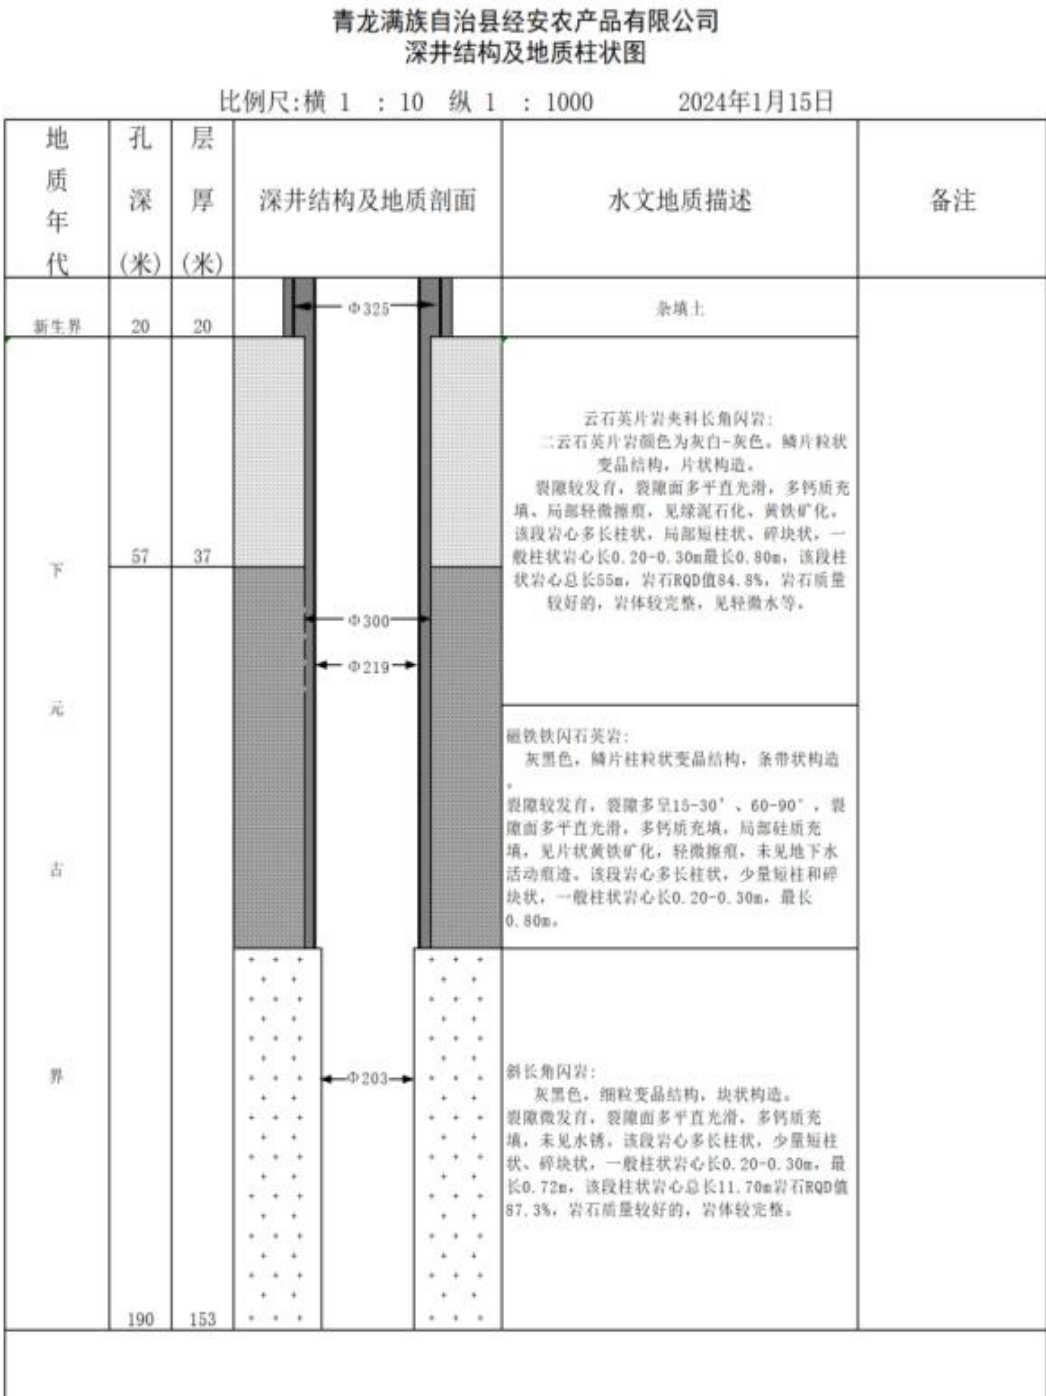 青龙满族自治县经安农产品有限公司
深井结构及地质柱状图
比例尺:横 1 : 10 纵 1 : 1000 2024年1月15日
地质年代
孔深(米)
层厚(米)
深井结构及地质剖面
水文地质描述
备注
新生界
20
20
Φ325
杂填土
下元古界
57
37
云石英片岩夹科长角闪岩:
二云石英片岩颜色为灰白-灰色。鳞片粒状
变晶结构，片状构造。
裂隙较发育，裂隙面多平直光滑，多钙质充
填、局部轻微擦痕，见绿泥石化、黄铁矿化。
该段岩心多长柱状，局部短柱状、碎块状，一
般柱状岩心长0.20-0.30m最长0.80m，该段柱
状岩心总长55m，岩石RQD值84.8%，岩石质量
较好的，岩体较完整，见轻微水等。
Φ300
Φ219
磁铁铁闪石英岩:
灰黑色，鳞片柱粒状变晶结构，条带状构造
。
裂隙较发育，裂隙多呈15-30'、60-90°，裂
隙面多平直光滑，多钙质充填，局部硅质充
填，见片状黄铁矿化，轻微擦痕，未见地下水
活动痕迹。该段岩心多长柱状，少量短柱和碎
块状，一般柱状岩心长0.20-0.30m，最长
0.80m。
Φ203
斜长角闪岩:
灰黑色，细粒变晶结构，块状构造。
裂隙微发育，裂隙面多平直光滑，多钙质充
填，未见水锈。该段岩心多长柱状，少量短柱
状、碎块状，一般柱状岩心长0.20-0.30m，最
长0.72m，该段柱状岩心总长11.70m岩石RQD值
87.3%，岩石质量较好的，岩体较完整。
190
153